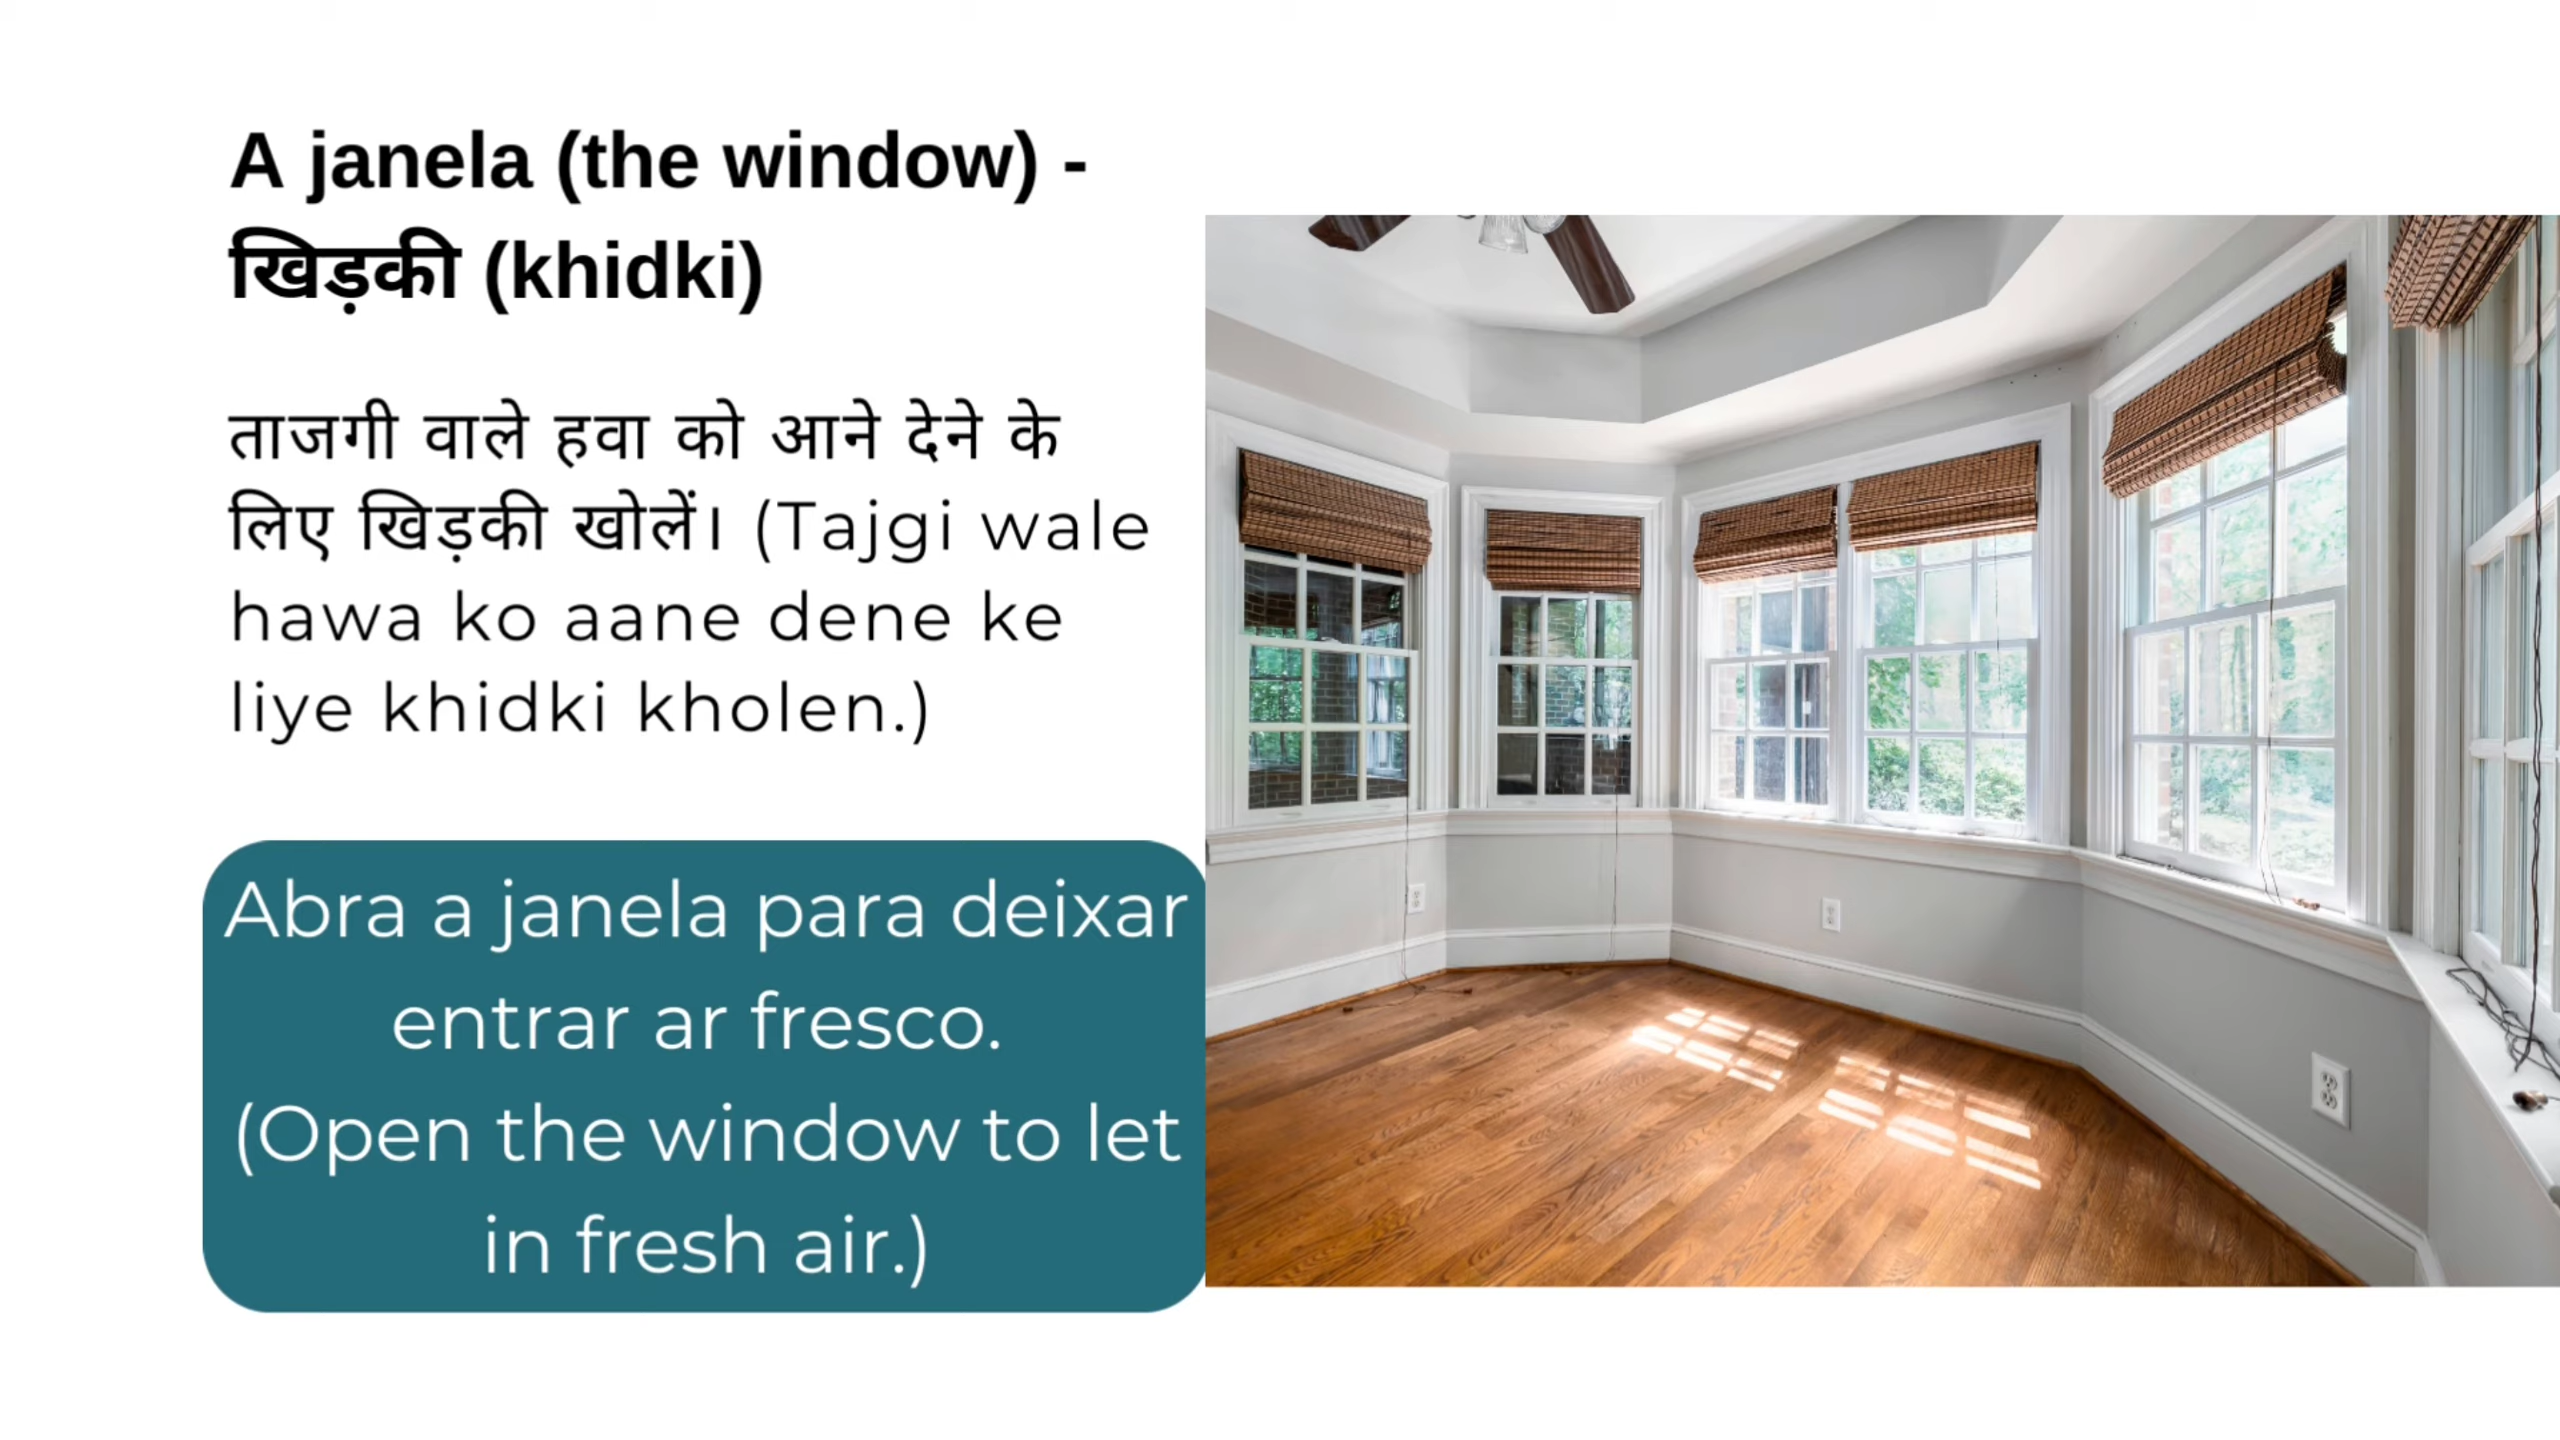 A janela (the window) -
खिड़की (khidki)
ताजगी वाले हवा को आने देने के
लिए खिड़की खोलें। (Tajgi wale
hawa ko aane dene ke
liye khidki kholen.)
Abra a janela para deixar
entrar ar fresco.
(Open the window to let
in fresh air.)